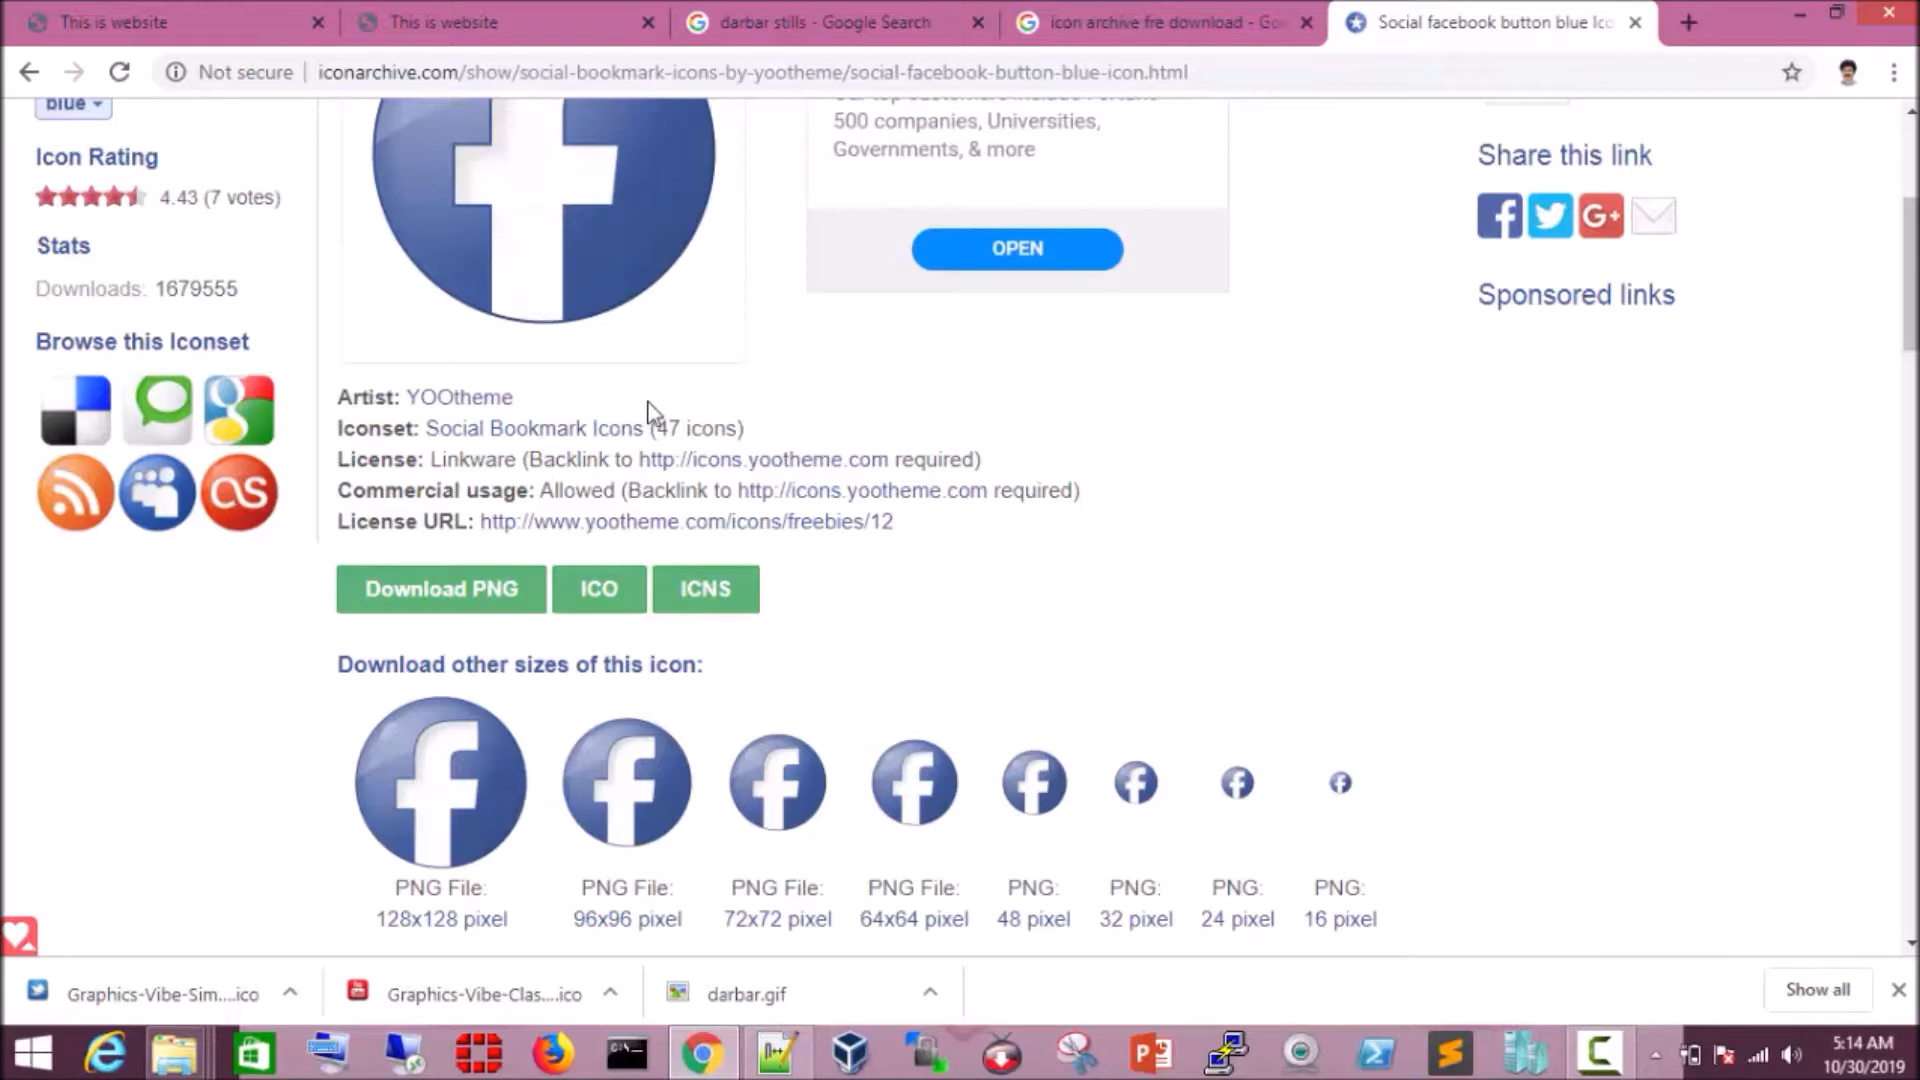 This is website
This is website
darbar stills - Google Search
icon archive fre download - Go
Social facebook button blue Ico
Not secure
iconarchive.com/show/social-bookmark-icons-by-yootheme/social-facebook-button-blue-icon.html
blue
500 companies, Universities,
Governments, & more
OPEN
Icon Rating
4.43 (7 votes)
Stats
Downloads: 1679555
Browse this Iconset
as
Share this link
G+
Sponsored links
Artist: YOOtheme
Iconset: Social Bookmark Icons (47 icons)
License: Linkware (Backlink to http://icons.yootheme.com required)
Commercial usage: Allowed (Backlink to http://icons.yootheme.com required)
License URL: http://www.yootheme.com/icons/freebies/12
Download PNG
ICO
ICNS
Download other sizes of this icon:
PNG File:
128x128 pixel
PNG File:
96x96 pixel
PNG File:
72x72 pixel
PNG File:
64x64 pixel
PNG:
48 pixel
PNG:
32 pixel
PNG:
24 pixel
PNG:
16 pixel
Graphics-Vibe-Sim....ico
Graphics-Vibe-Clas....ico
darbar.gif
Show all
5:14 AM
10/30/2019